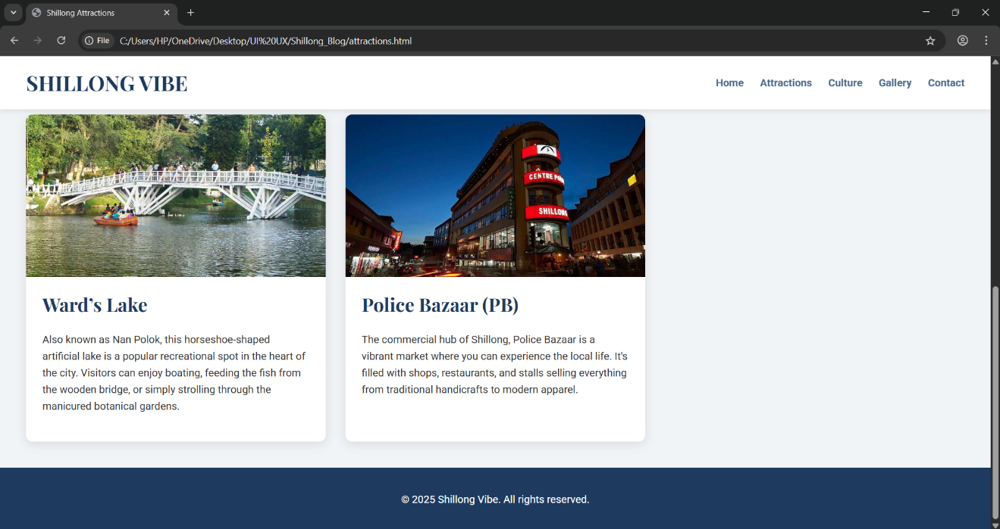 Shillong Attractions
File
C:/Users/HP/OneDrive/Desktop/UI%20UX/Shillong_Blog/attractions.html
SHILLONG VIBE
Home
Attractions
Culture
Gallery
Contact
CENTRE
SHILLONG
Ward’s Lake
Also known as Nan Polok, this horseshoe-shaped
artificial lake is a popular recreational spot in the heart of
the city. Visitors can enjoy boating, feeding the fish from
the wooden bridge, or simply strolling through the
manicured botanical gardens.
Police Bazaar (PB)
The commercial hub of Shillong, Police Bazaar is a
vibrant market where you can experience the local life. It's
filled with shops, restaurants, and stalls selling everything
from traditional handicrafts to modern apparel.
© 2025 Shillong Vibe. All rights reserved.